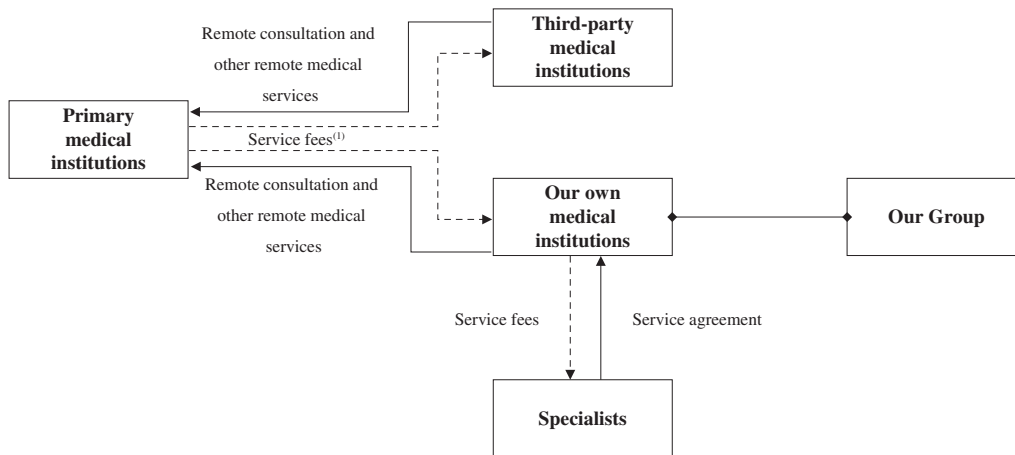 Remote consultation and
other remote medical
services
Third-party
medical
institutions
Primary
medical
institutions
Service fees(1)
Remote consultation and
other remote medical
services
Our own
medical
institutions
Our Group
Service fees
Service agreement
Specialists